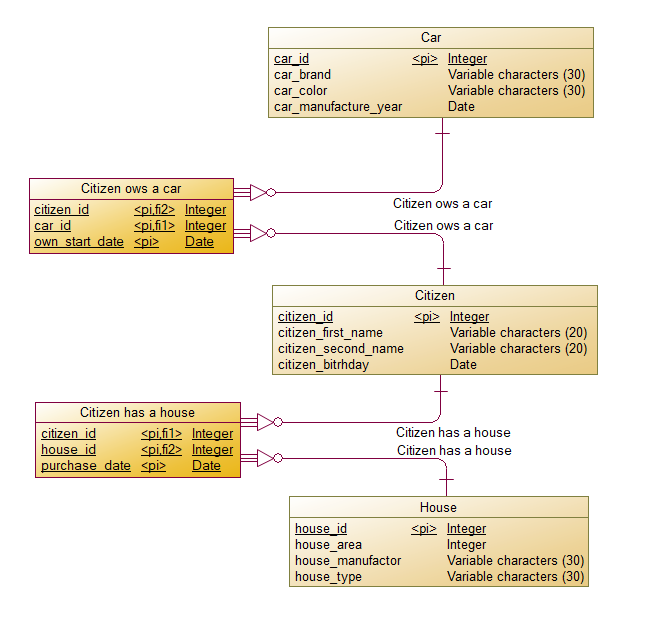 Car
car_id <pi> Integer
car_brand Variable characters (30)
car_color Variable characters (30)
car_manufacture_year Date
Citizen ows a car
citizen_id <pi,fi2> Integer
car_id <pi,fi1> Integer
own_start_date <pi> Date
Citizen ows a car
Citizen ows a car
Citizen
citizen_id <pi> Integer
citizen_first_name Variable characters (20)
citizen_second_name Variable characters (20)
citizen_bitrhday Date
Citizen has a house
citizen_id <pi,fi1> Integer
house_id <pi,fi2> Integer
purchase_date <pi> Date
Citizen has a house
Citizen has a house
House
house_id <pi> Integer
house_area Integer
house_manufactor Variable characters (30)
house_type Variable characters (30)